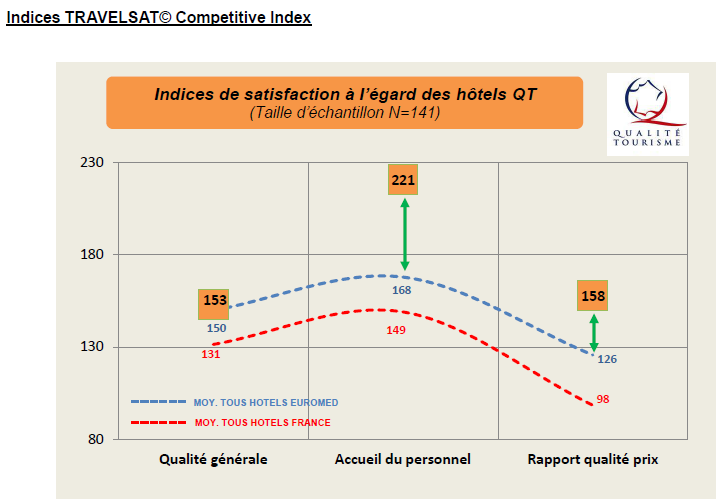 Indices TRAVELSAT© Competitive Index
Indices de satisfaction à l'égard des hôtels QT
(Taille d'échantillon N=141)
QUALITÉ
TOURISME
230
221
180
168
158
153
150
149
131
130
126
98
MOY. TOUS HOTELS EUROMED
MOY. TOUS HOTELS FRANCE
80
Qualité générale Accueil du personnel Rapport qualité prix